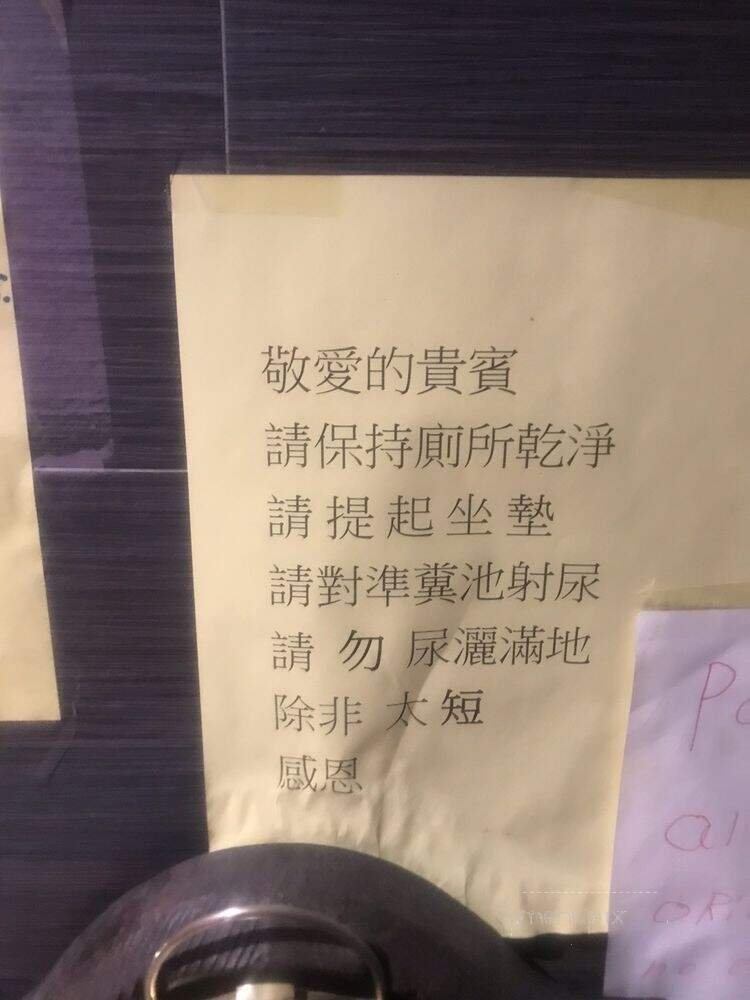 敬愛的貴賓
請保持廁所乾淨
請提起坐墊
請對準糞池射尿
請勿尿灑滿地
除非太短
感恩